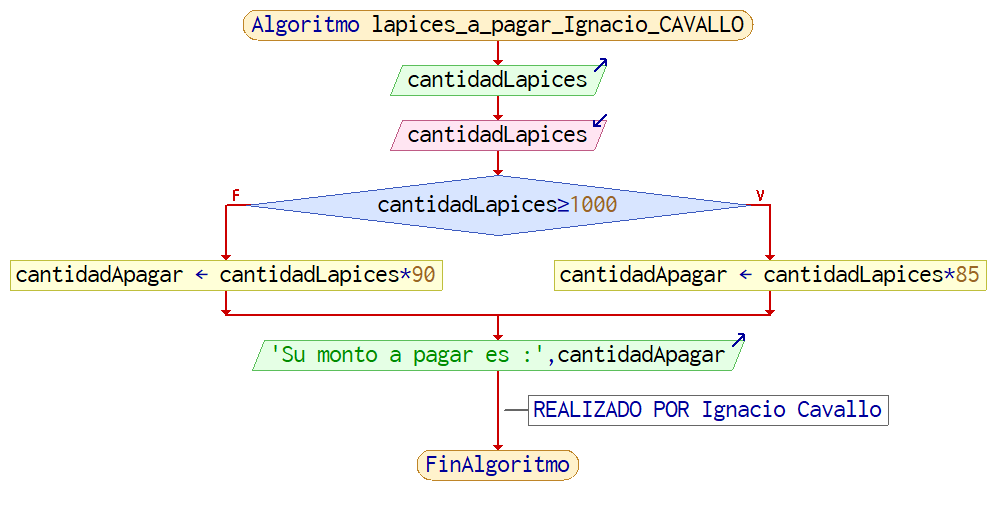 Algoritmo lapices_a_pagar_Ignacio_CAVALLO
cantidadLapices
cantidadLapices
F
V
cantidadLapices≥1000
cantidadApagar ← cantidadLapices*90
cantidadApagar ← cantidadLapices*85
'Su monto a pagar es :',cantidadApagar
REALIZADO POR Ignacio Cavallo
FinAlgoritmo